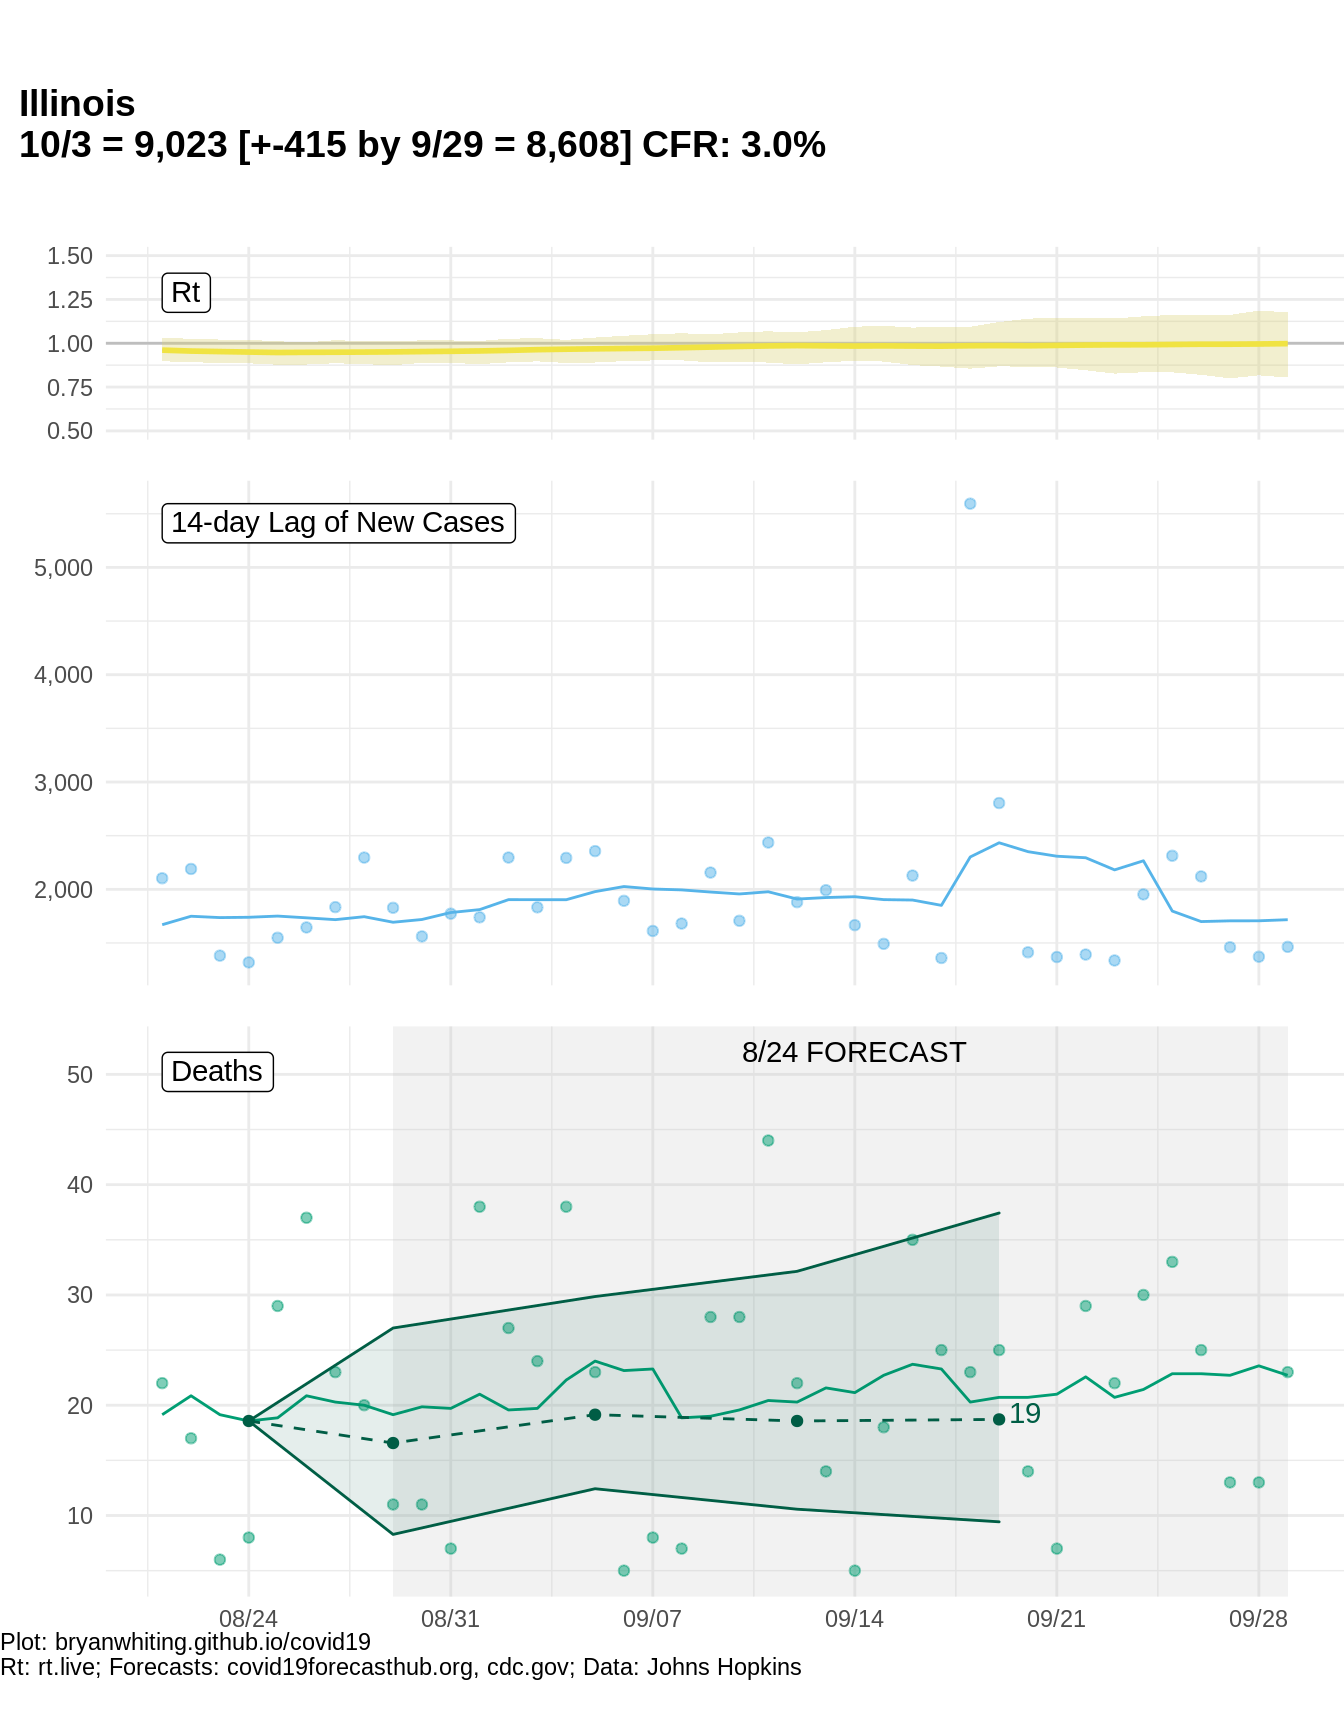 Illinois
10/3 = 9,023 [+-415 by 9/29 = 8,608] CFR: 3.0%
1.50
Rt
1.25
1.00
0.75
0.50
14-day Lag of New Cases
5,000
4,000
3,000
2,000
8/24 FORECAST
Deaths
50
40
30
20
19
10
08/24 08/31 09/07 09/14 09/21 09/28
Plot: bryanwhiting.github.io/covid19
Rt: rt.live; Forecasts: covid19forecasthub.org, cdc.gov; Data: Johns Hopkins